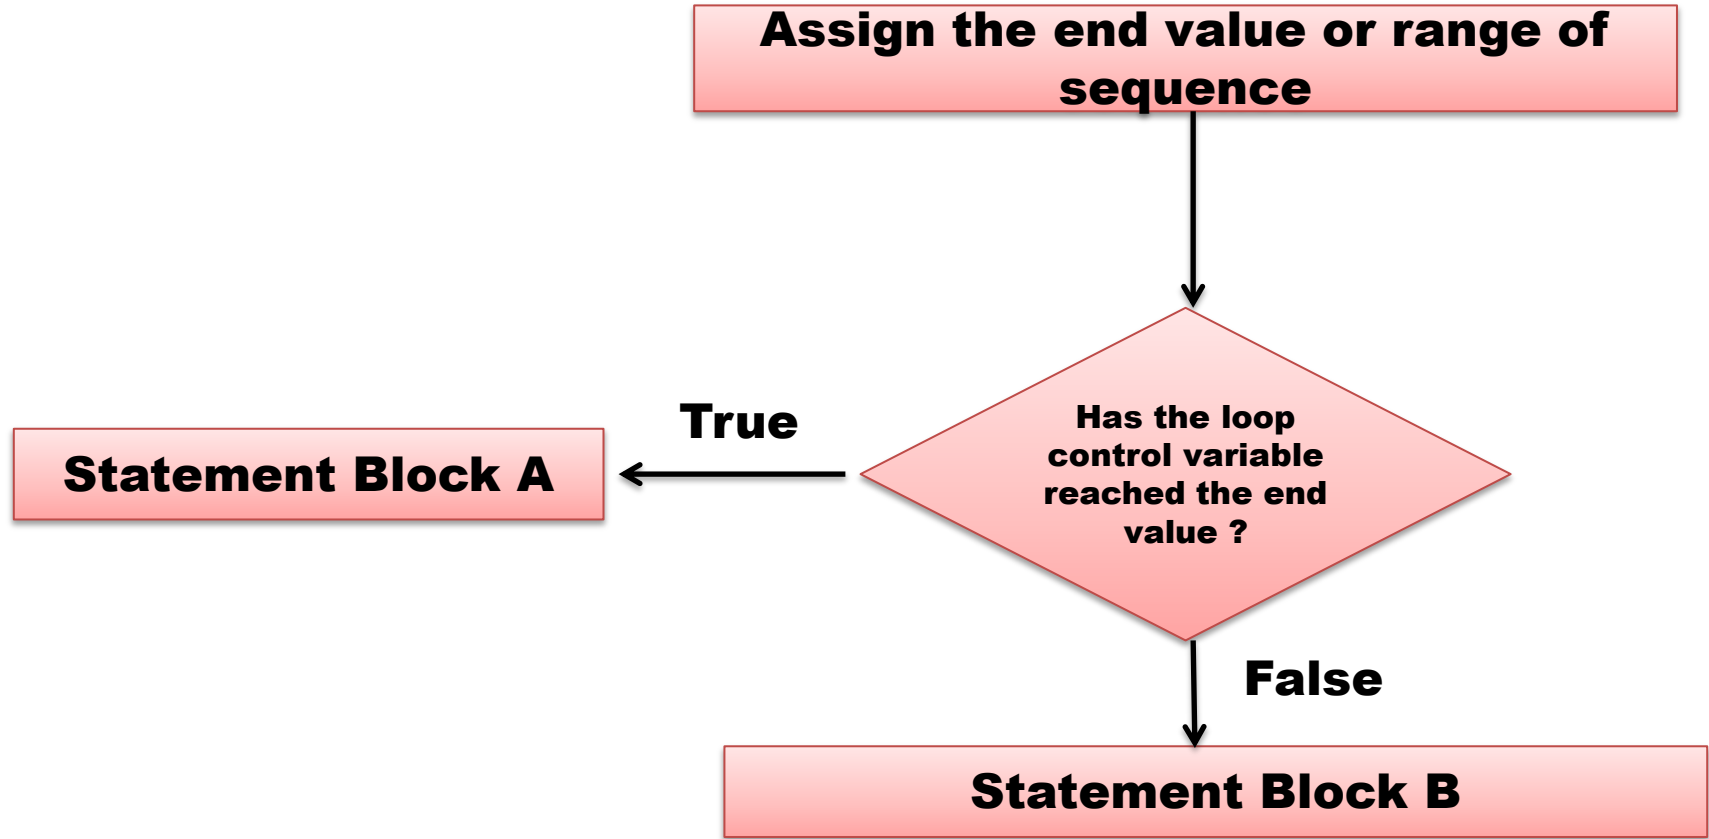 Assign the end value or range of
sequence
True
Has the loop
control variable
reached the end
value ?
Statement Block A
False
Statement Block B